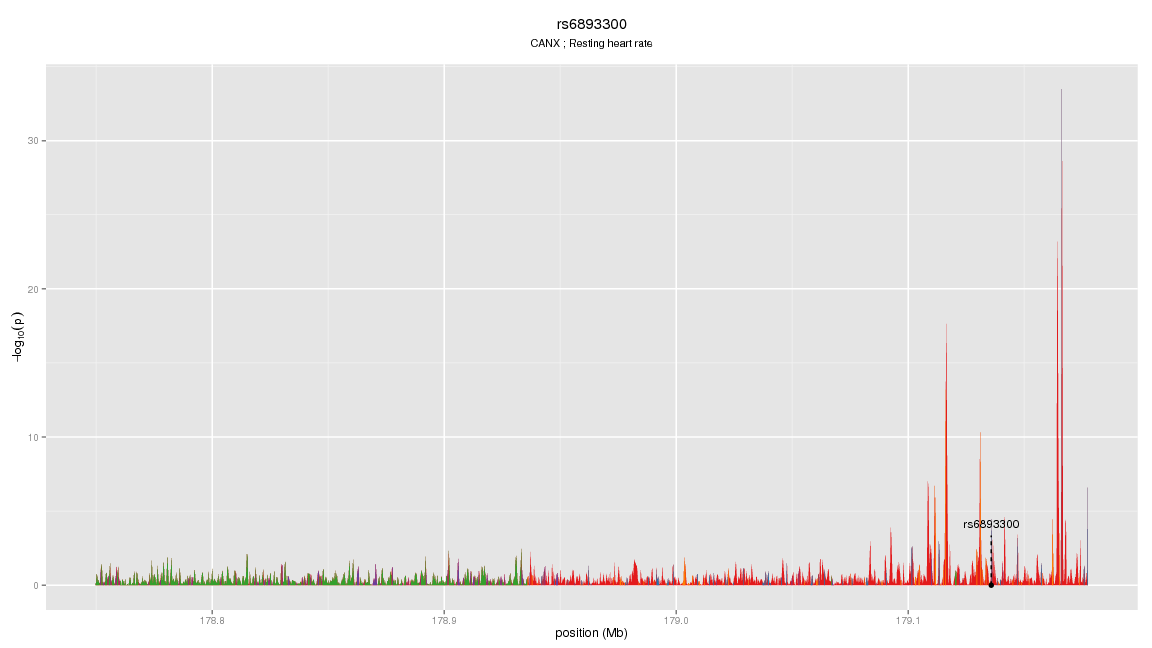 rs6893300
CANX ; Resting heart rate
30
20
10
0
−log10(p)
rs6893300
178.8
178.9
179.0
179.1
position (Mb)